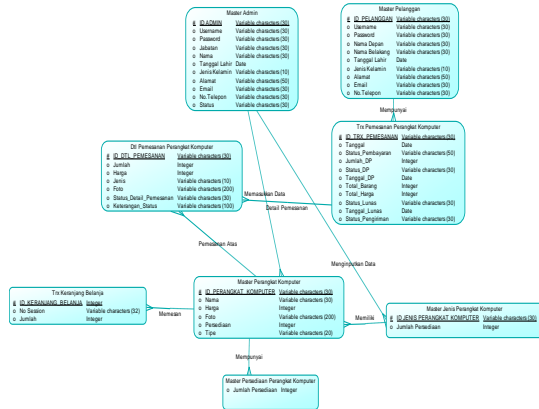 Master Admin
# ID.ADMIN Variable characters (30)
o Username Variable characters (30)
o Password Variable characters (30)
o Jabatan Variable characters (30)
o Nama Variable characters (30)
o Tanggal Lahir Date
o Jenis Kelamin Variable characters (10)
o Alamat Variable characters (50)
o Email Variable characters (30)
o No.Telepon Variable characters (30)
o Status Variable characters (30)
Master Pelanggan
# ID_PELANGGAN Variable characters (30)
o Username Variable characters (30)
o Password Variable characters (30)
o Nama Depan Variable characters (30)
o Nama Belakang Variable characters (30)
o Tanggal Lahir Date
o Jenis Kelamin Variable characters (10)
o Alamat Variable characters (50)
o Email Variable characters (30)
o No.Telepon Variable characters (30)
Mempunyai
Trx Pemesanan Perangkat Komputer
# ID_TRX_PEMESANAN Variable characters (30)
o Tanggal Date
o Status_Pembayaran Variable characters (50)
o Jumlah_DP Integer
o Status_DP Variable characters (30)
o Tanggal_DP Date
o Total_Barang Integer
o Total_Harga Integer
o Status_Lunas Variable characters (30)
o Tanggal_Lunas Date
o Status_Pengiriman Variable characters (30)
Dtl Pemesanan Perangkat Komputer
# ID_DTL_PEMESANAN Variable characters (30)
o Jumlah Integer
o Harga Integer
o Jenis Variable characters (10)
o Foto Variable characters (200)
o Status_Detail_Pemesanan Variable characters (30)
o Keterangan_Status Variable characters (100)
Memasukkan Data
Detail Pemesanan
Pemesanan Atas
Menginputkan Data
Trx Keranjang Belanja
# ID_KERANJANG_BELANJA Integer
o No Session Variable characters (32)
o Jumlah Integer
Memesan
Master Perangkat Komputer
# ID_PERANGKAT_KOMPUTER Variable characters (30)
o Nama Variable characters (30)
o Harga Integer
o Foto Variable characters (200)
o Persediaan Integer
o Tipe Variable characters (20)
Memiliki
Master Jenis Perangkat Komputer
# ID.JENIS PERANGKAT KOMPUTER Variable characters (30)
o Jumlah Persediaan Integer
Mempunyai
Master Persediaan Perangkat Komputer
o Jumlah Persediaan Integer